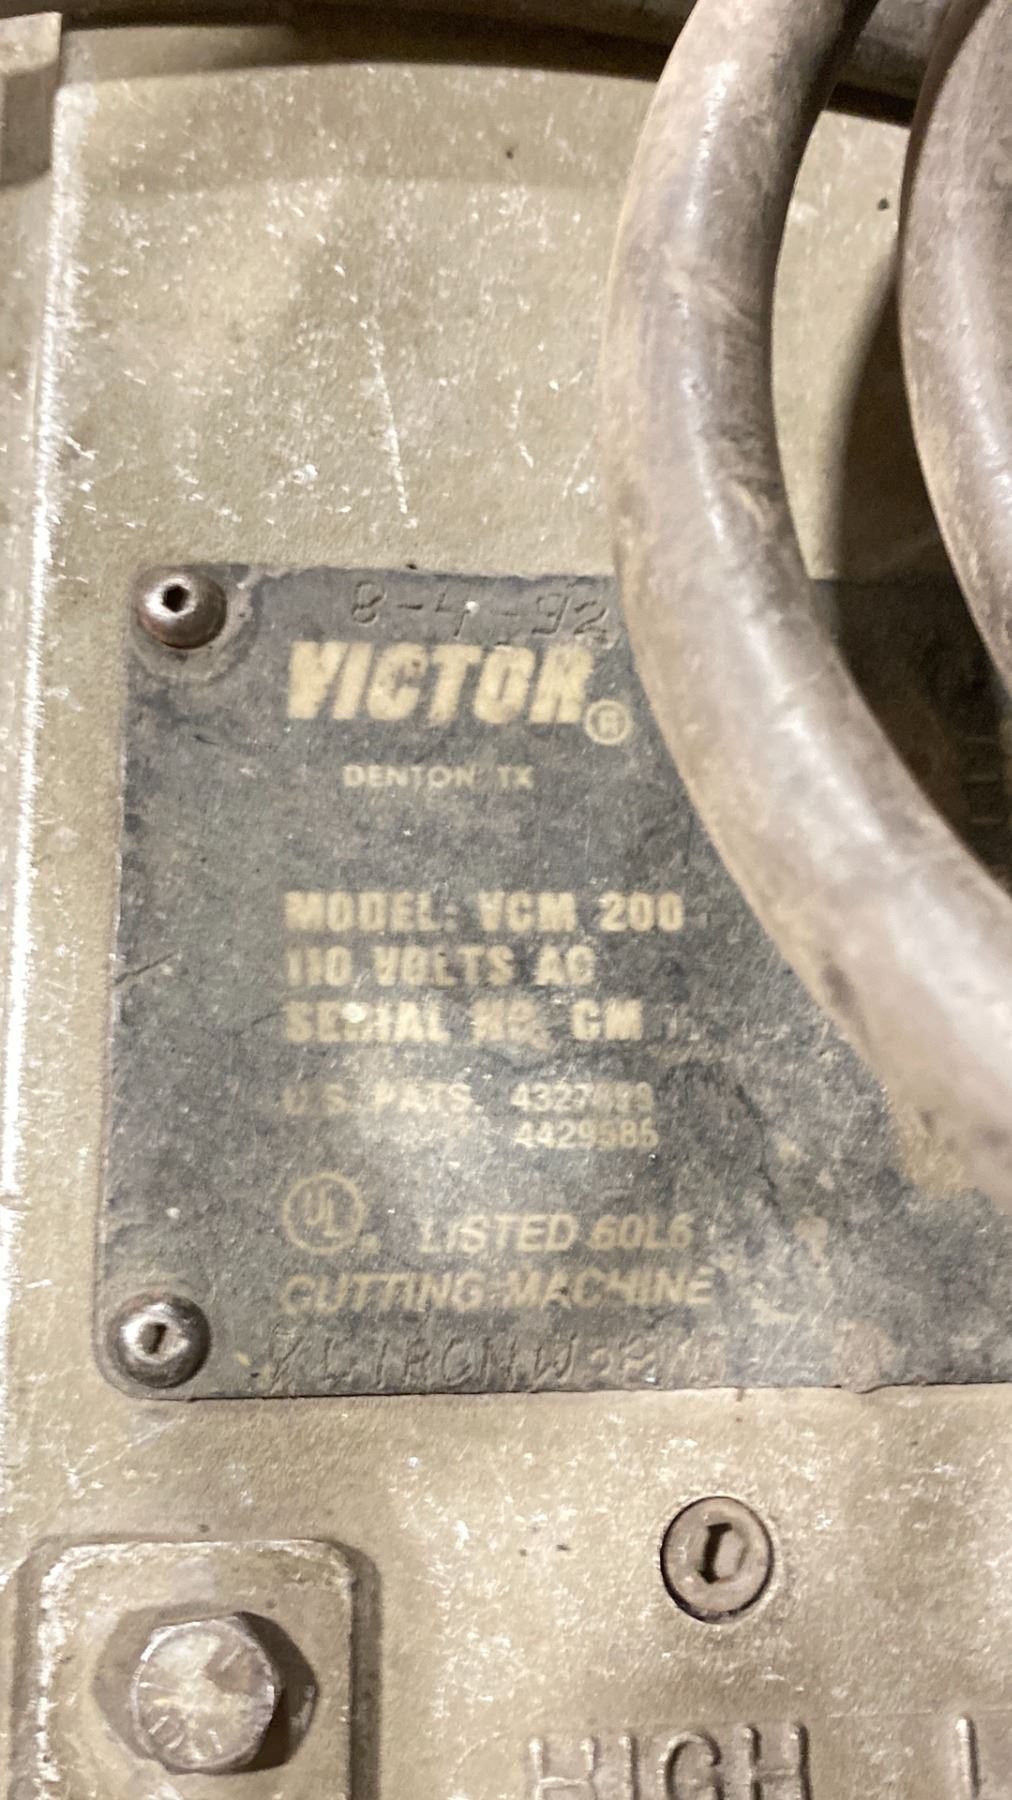 8-4-92
VICTOR®
DENTON TX
MODEL: VCM 200
110 VOLTS AC
SERIAL NO. CM
U.S. PATS.
4429585
UL LISTED 60L6
CUTTING MACHINE
HIGH